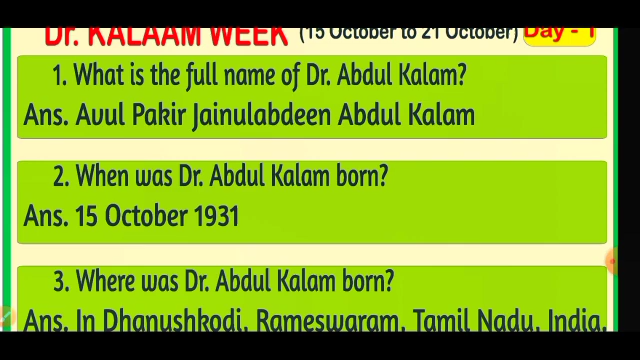 Dr. KALAAM WEEK (15 October to 21 October) Day - 1
1. What is the full name of Dr. Abdul Kalam?
Ans. Avul Pakir Jainulabdeen Abdul Kalam
2. When was Dr. Abdul Kalam born?
Ans. 15 October 1931
3. Where was Dr. Abdul Kalam born?
Ans. In Dhanushkodi, Rameswaram, Tamil Nadu, India.